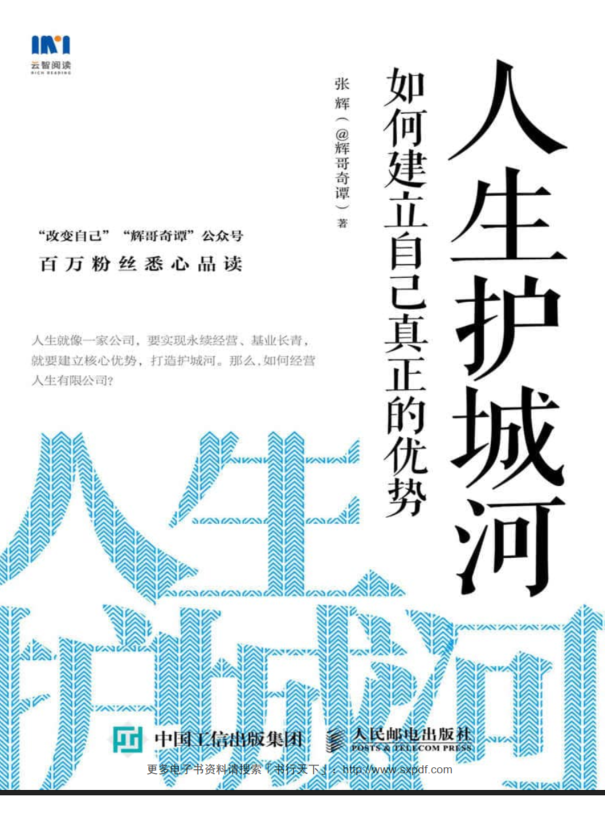 云智阅读
RICH READING
人生护城河
如何建立自己真正的优势
张 辉（@辉哥奇谭）著
“改变自己”“辉哥奇谭”公众号
百万粉丝悉心品读
人生就像一家公司，要实现永续经营、基业长青，
就要建立核心优势，打造护城河。那么，如何经营
人生有限公司？
人生
护城河
中国工信出版集团 人民邮电出版社
POSTS & TELECOM PRESS
更多电子书资料请搜索「书行天下」：http://www.sxpdf.com